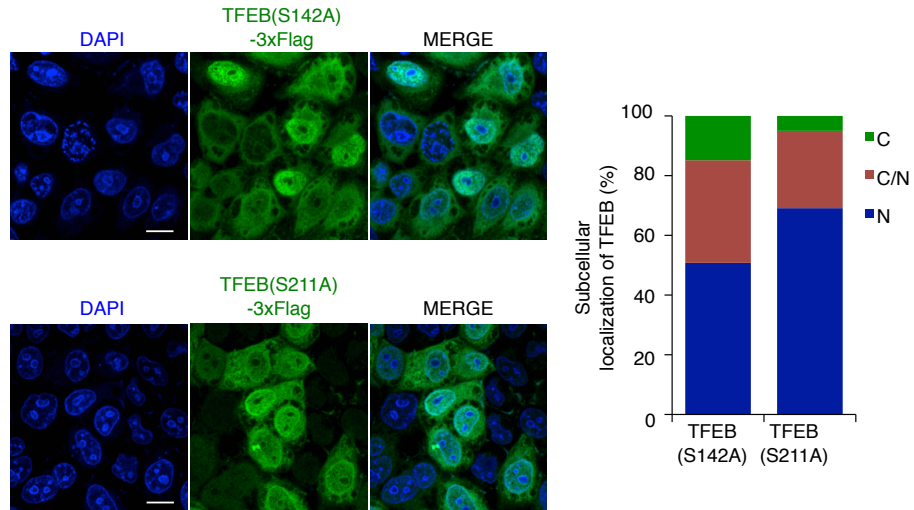 TFEB(S142A)
-3xFlag
DAPI
MERGE
TFEB(S211A)
-3xFlag
DAPI
MERGE
Subcellular
localization of TFEB (%)
100
80
60
40
20
0
TFEB
(S142A)
TFEB
(S211A)
C
C/N
N